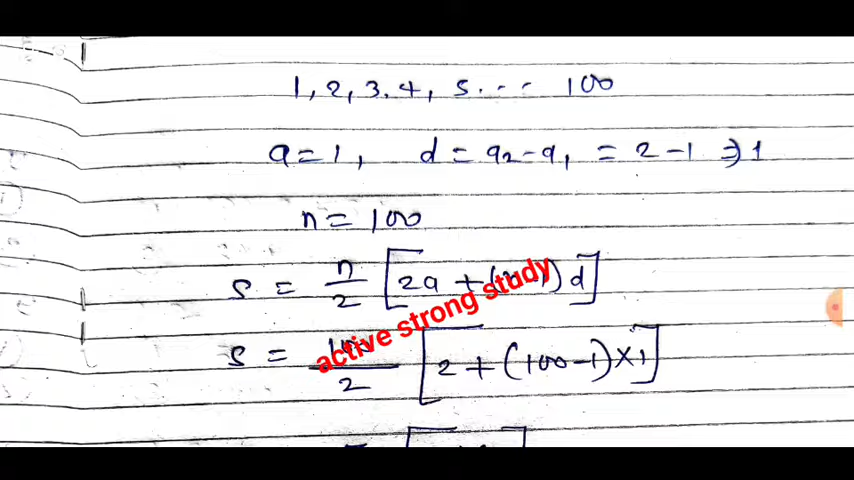 1, 2, 3. 4, 5. - - 100
a = 1, d = a₂ - a₁ = 2 - 1 ⇒ 1
n = 100
S = n/2 [2a + (n-1) d]
active strong study
S = 100/2 [2 + (100-1)×1]